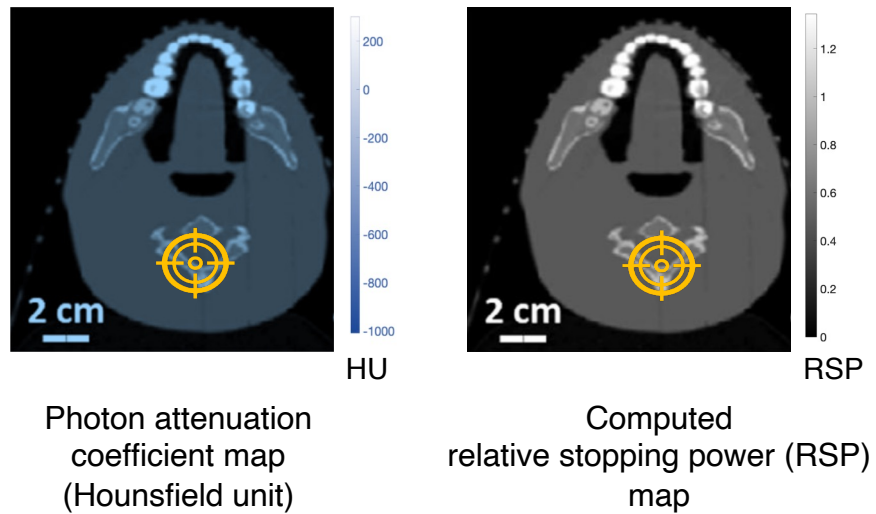 200
0
-200
-400
-600
-800
-1000
2 cm
HU
Photon attenuation
coefficient map
(Hounsfield unit)
1.2
1
0.8
0.6
0.4
0.2
0
2 cm
RSP
Computed
relative stopping power (RSP)
map